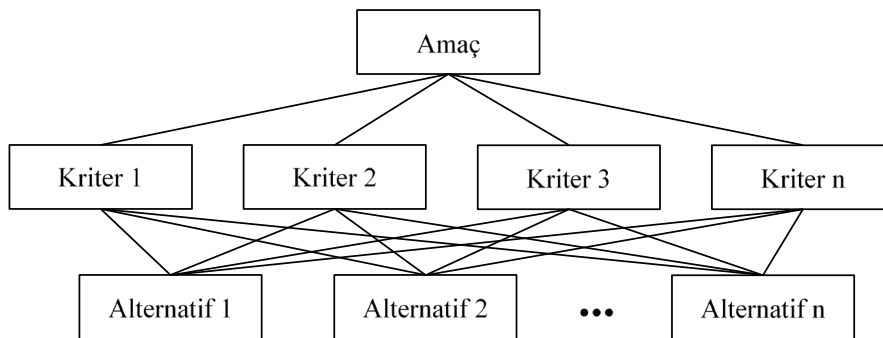 Amaç
Kriter 1
Kriter 2
Kriter 3
Kriter n
Alternatif 1
Alternatif 2
•••
Alternatif n